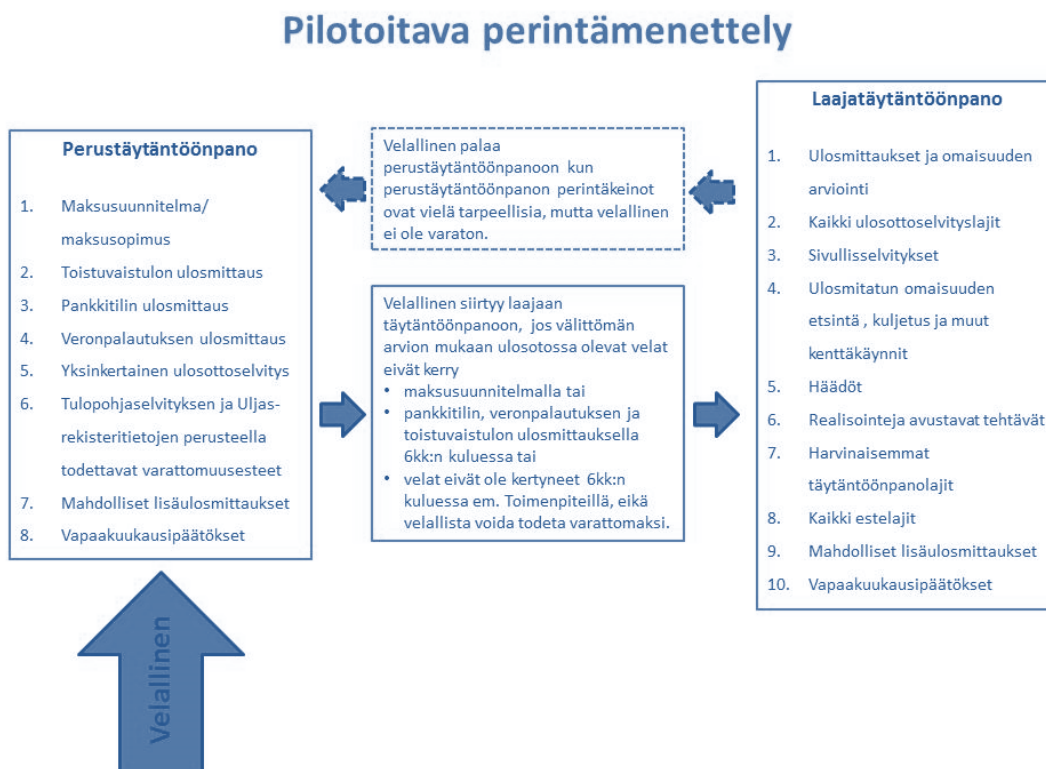 Pilotoitava perintämenettely
Perustäytäntöönpano
1. Maksusuunnitelma/
maksusopimus
2. Toistuvaistulon ulosmittaus
3. Pankkitilin ulosmittaus
4. Veronpalautuksen ulosmittaus
5. Yksinkertainen ulosottoselvitys
6. Tulopohjaselvityksen ja Uljas-
rekisteritietojen perusteella
todettavat varattomuusesteet
7. Mahdolliset lisäulosmittaukset
8. Vapaakuukausipäätökset
Velallinen
Velallinen palaa
perustäytäntöönpanoon kun
perustäytäntöönpanon perintäkeinot
ovat vielä tarpeellisia, mutta velallinen
ei ole varaton.
Velallinen siirtyy laajaan
täytäntöönpanoon, jos välittömän
arvion mukaan ulosotossa olevat velat
eivät kerry
• maksusuunnitelmalla tai
• pankkitilin, veronpalautuksen ja
toistuvaistulon ulosmittauksella
6kk:n kuluessa tai
• velat eivät ole kertyneet 6kk:n
kuluessa em. Toimenpiteillä, eikä
velallista voida todeta varattomaksi.
Laajatäytäntöönpano
1. Ulosmittaukset ja omaisuuden
arviointi
2. Kaikki ulosottoselvityslajit
3. Sivullisselvitykset
4. Ulosmitatun omaisuuden
etsintä , kuljetus ja muut
kenttäkäynnit
5. Häädöt
6. Realisointeja avustavat tehtävät
7. Harvinaisemmat
täytäntöönpanolajit
8. Kaikki estelajit
9. Mahdolliset lisäulosmittaukset
10. Vapaakuukausipäätökset